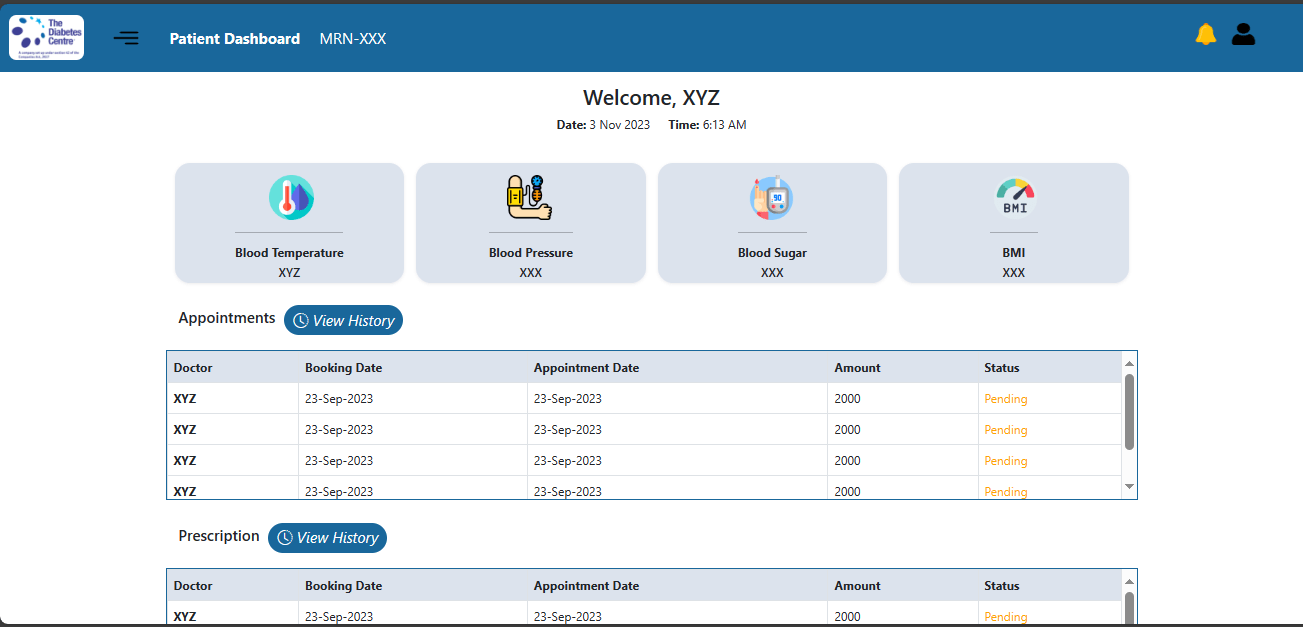 The
Diabetes
Centre
Patient Dashboard MRN-XXX
Welcome, XYZ
Date: 3 Nov 2023 Time: 6:13 AM
90
BMI
Blood Temperature
XYZ
Blood Pressure
XXX
Blood Sugar
XXX
BMI
XXX
Appointments View History
Doctor Booking Date Appointment Date Amount Status
XYZ 23-Sep-2023 23-Sep-2023 2000 Pending
XYZ 23-Sep-2023 23-Sep-2023 2000 Pending
XYZ 23-Sep-2023 23-Sep-2023 2000 Pending
XYZ 23-Sep-2023 23-Sep-2023 2000 Pending
Prescription View History
Doctor Booking Date Appointment Date Amount Status
XYZ 23-Sep-2023 23-Sep-2023 2000 Pending